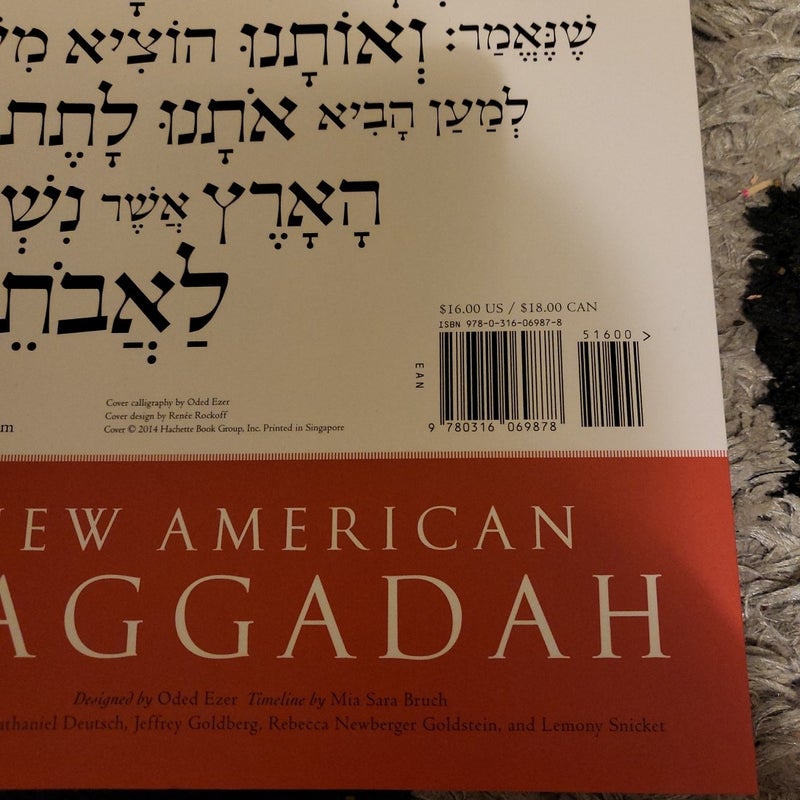 שֶׁנֶּאֱמַר: וְאוֹתָנוּ הוֹצִיא
לְמַעַן הָבִיא אֹתָנוּ לָתֶת
הָאָרֶץ אֲשֶׁר
$16.00 US / $18.00 CAN
ISBN 978-0-316-06987-8
51600 >
EAN
9 780316 069878
Cover calligraphy by Oded Ezer
Cover design by Renée Rockoff
Cover © 2014 Hachette Book Group, Inc. Printed in Singapore
NEW AMERICAN
AGGADAH
Designed by Oded Ezer Timeline by Mia Sara Bruch
athaniel Deutsch, Jeffrey Goldberg, Rebecca Newberger Goldstein, and Lemony Snicket